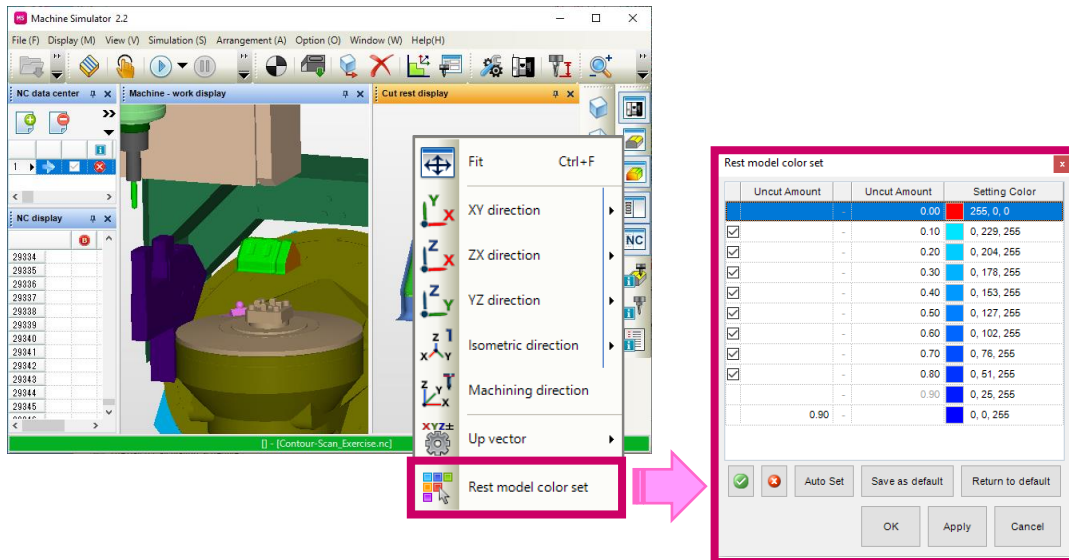 Machine Simulator 2.2
File (F) Display (M) View (V) Simulation (S) Arrangement (A) Option (O) Window (W) Help(H)
NC data center
Machine - work display
Cut rest display
1
NC
NC display
29334
29335
29336
29337
29338
29339
29340
29341
29342
29343
29344
29345
[] - [Contour-Scan_Exercise.nc]
Fit Ctrl+F
XY direction
ZX direction
YZ direction
Isometric direction
Machining direction
Up vector
Rest model color set
Rest model color set
Uncut Amount Uncut Amount Setting Color
- 0.00 255, 0, 0
- 0.10 0, 229, 255
- 0.20 0, 204, 255
- 0.30 0, 178, 255
- 0.40 0, 153, 255
- 0.50 0, 127, 255
- 0.60 0, 102, 255
- 0.70 0, 76, 255
- 0.80 0, 51, 255
- 0.90 0, 25, 255
0.90 - 0, 0, 255
Auto Set Save as default Return to default
OK Apply Cancel